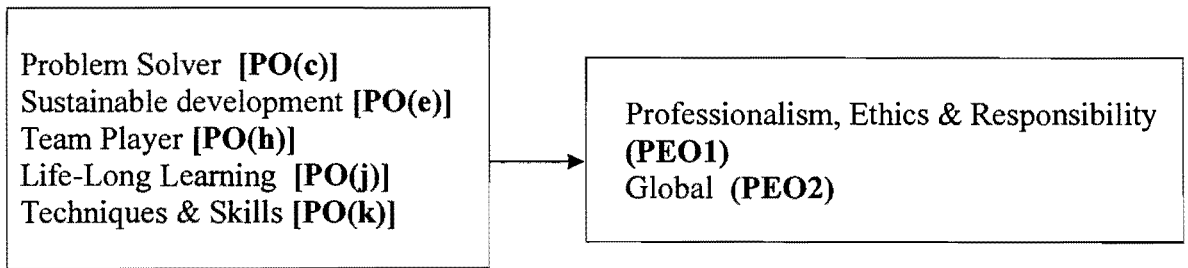 Problem Solver [PO(c)]
Sustainable development [PO(e)]
Team Player [PO(h)]
Life-Long Learning [PO(j)]
Techniques & Skills [PO(k)]
Professionalism, Ethics & Responsibility
(PEO1)
Global (PEO2)